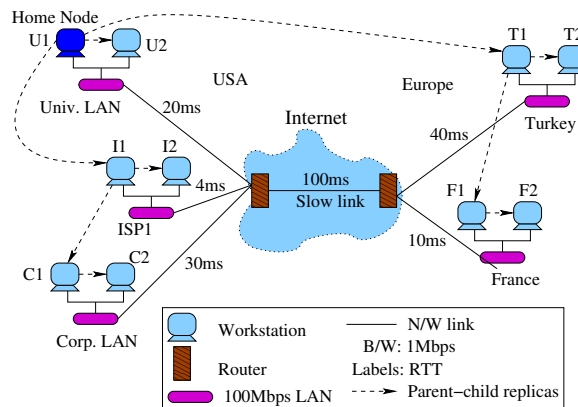 Home Node
U1
U2
T1
T2
USA
Europe
Univ. LAN
Turkey
20ms
Internet
40ms
I1
I2
4ms
100ms
Slow link
F1
F2
ISP1
10ms
C1
C2
30ms
France
Corp. LAN
Workstation
N/W link
B/W: 1Mbps
Router
Labels: RTT
100Mbps LAN
Parent-child replicas